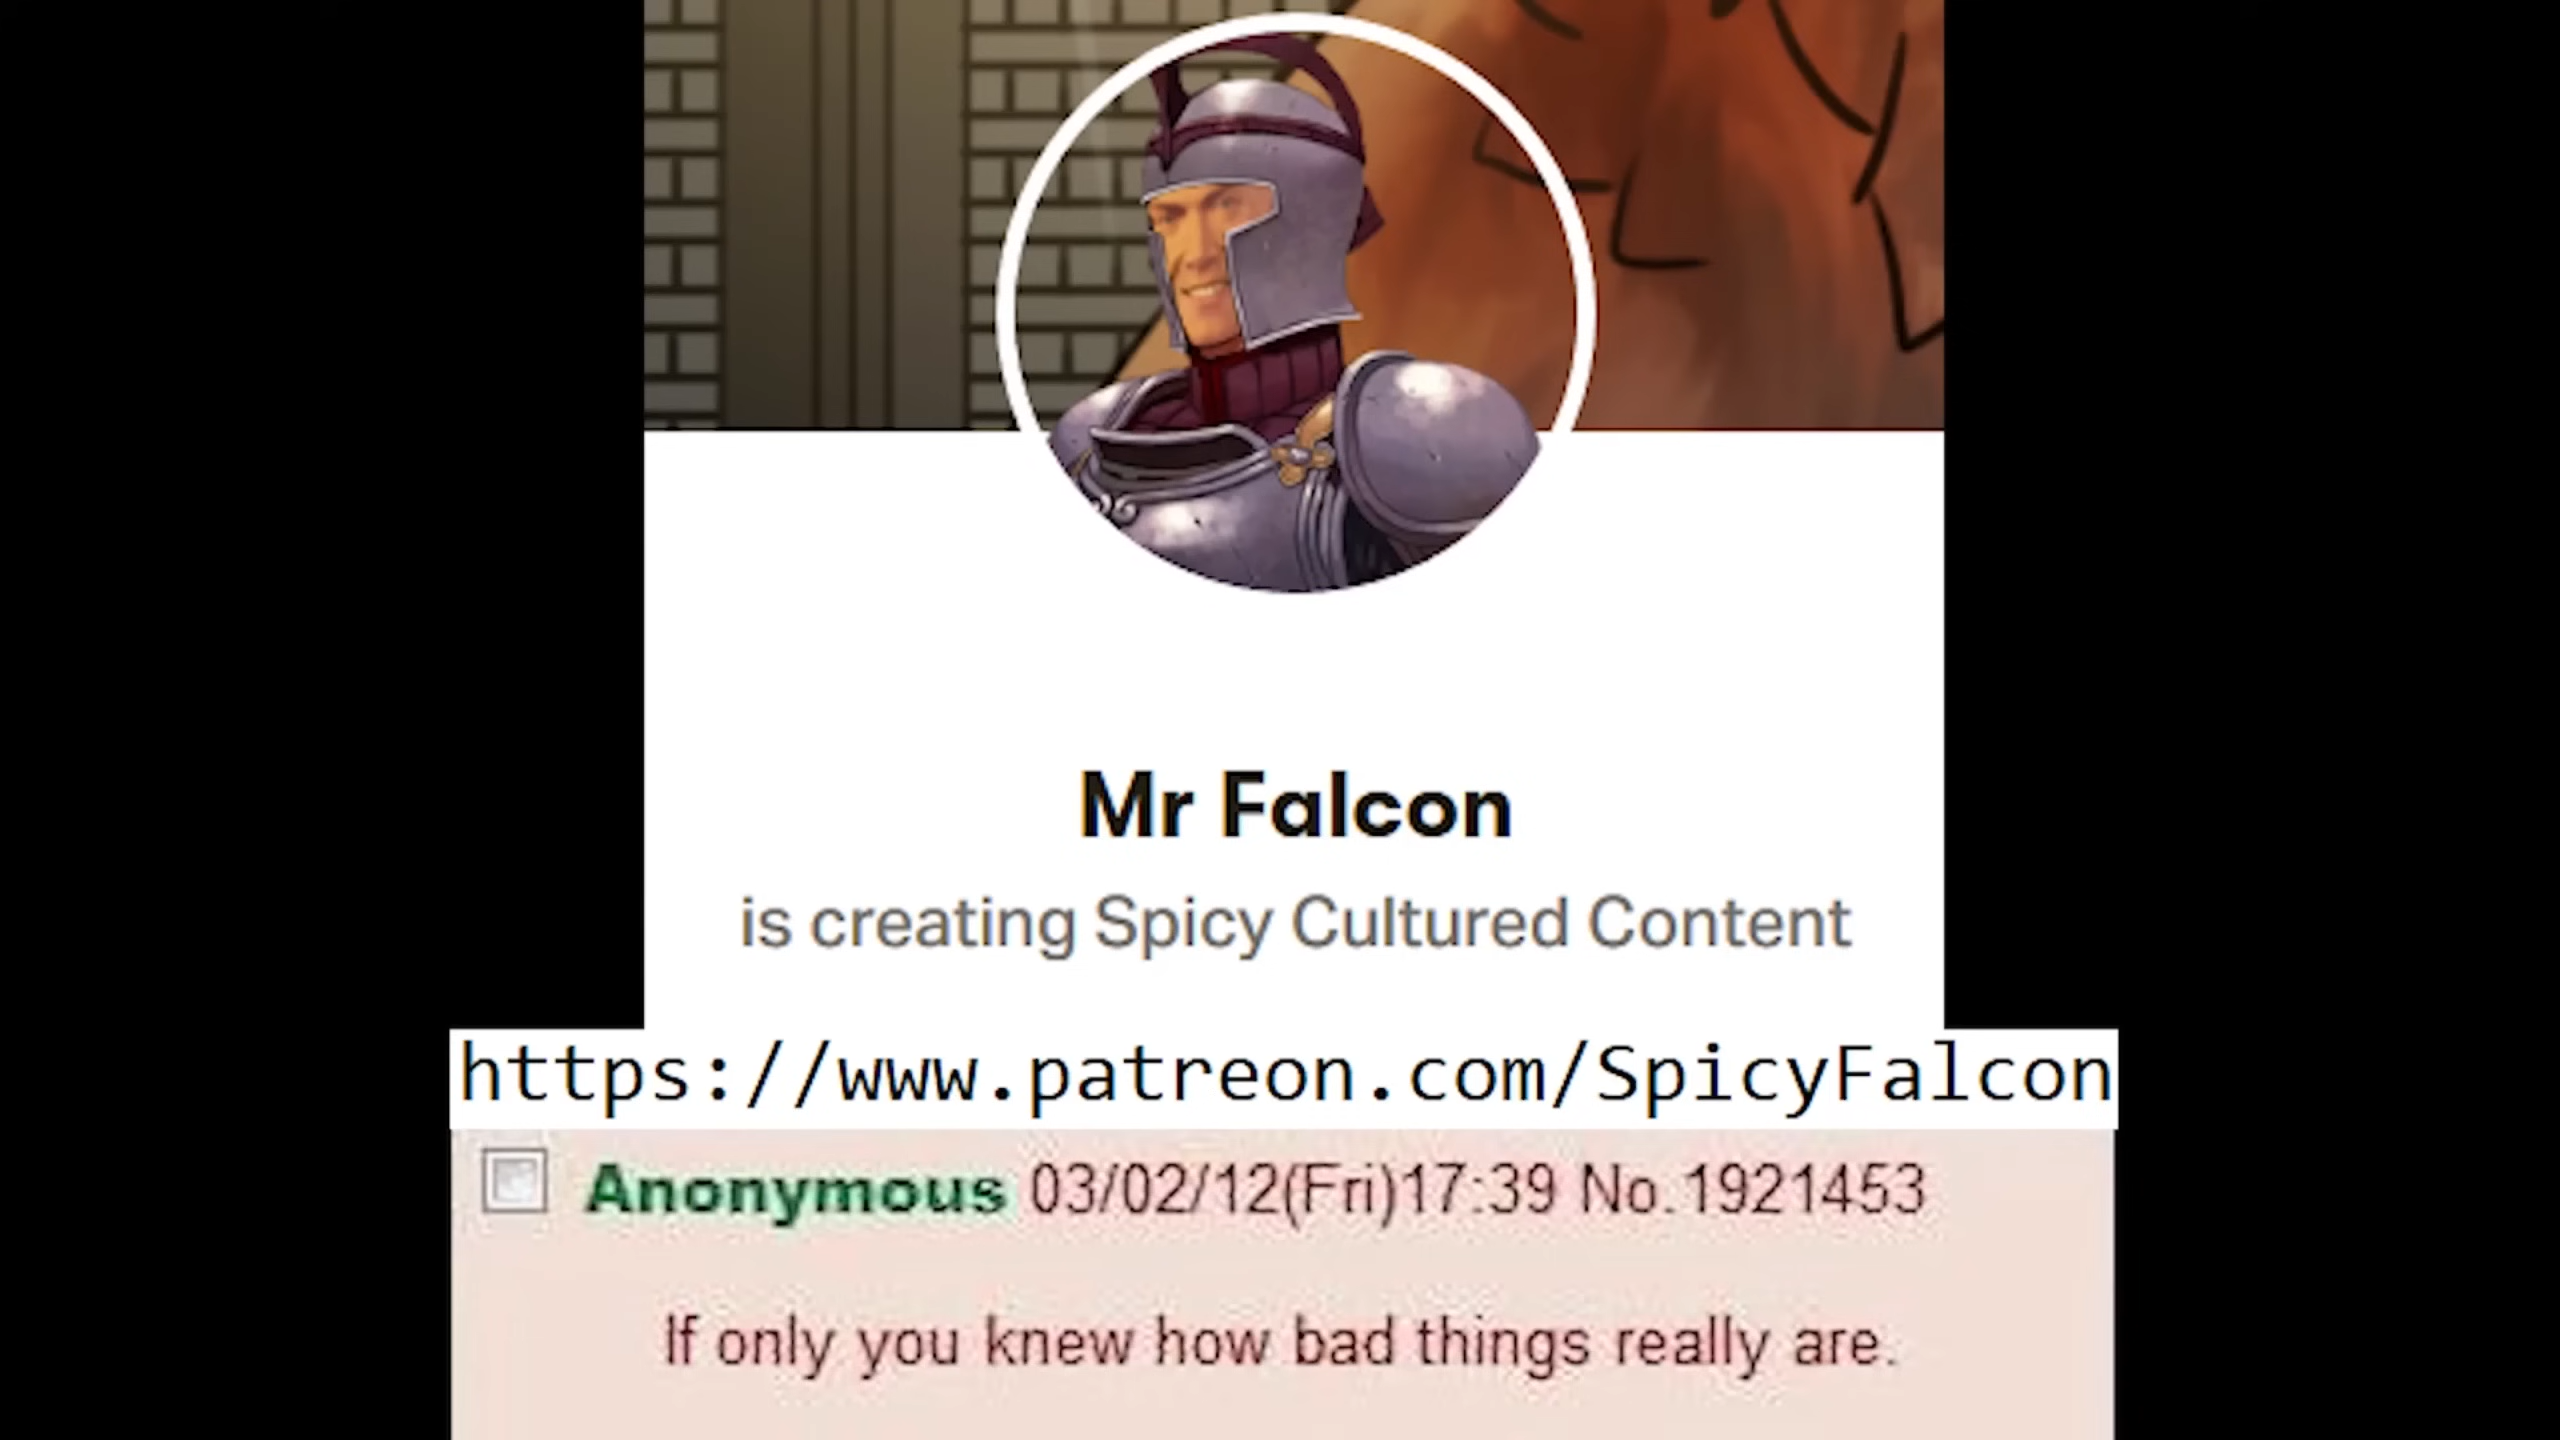 Mr Falcon
is creating Spicy Cultured Content
https://www.patreon.com/SpicyFalcon
Anonymous 03/02/12(Fri)17:39 No.1921453
If only you knew how bad things really are.